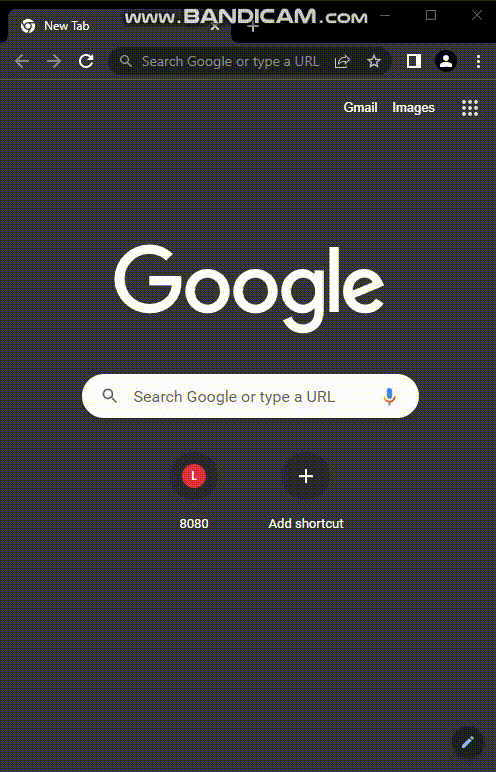 www.BANDICAM.com
New Tab
Search Google or type a URL
Gmail Images
Google
Search Google or type a URL
L
8080 Add shortcut